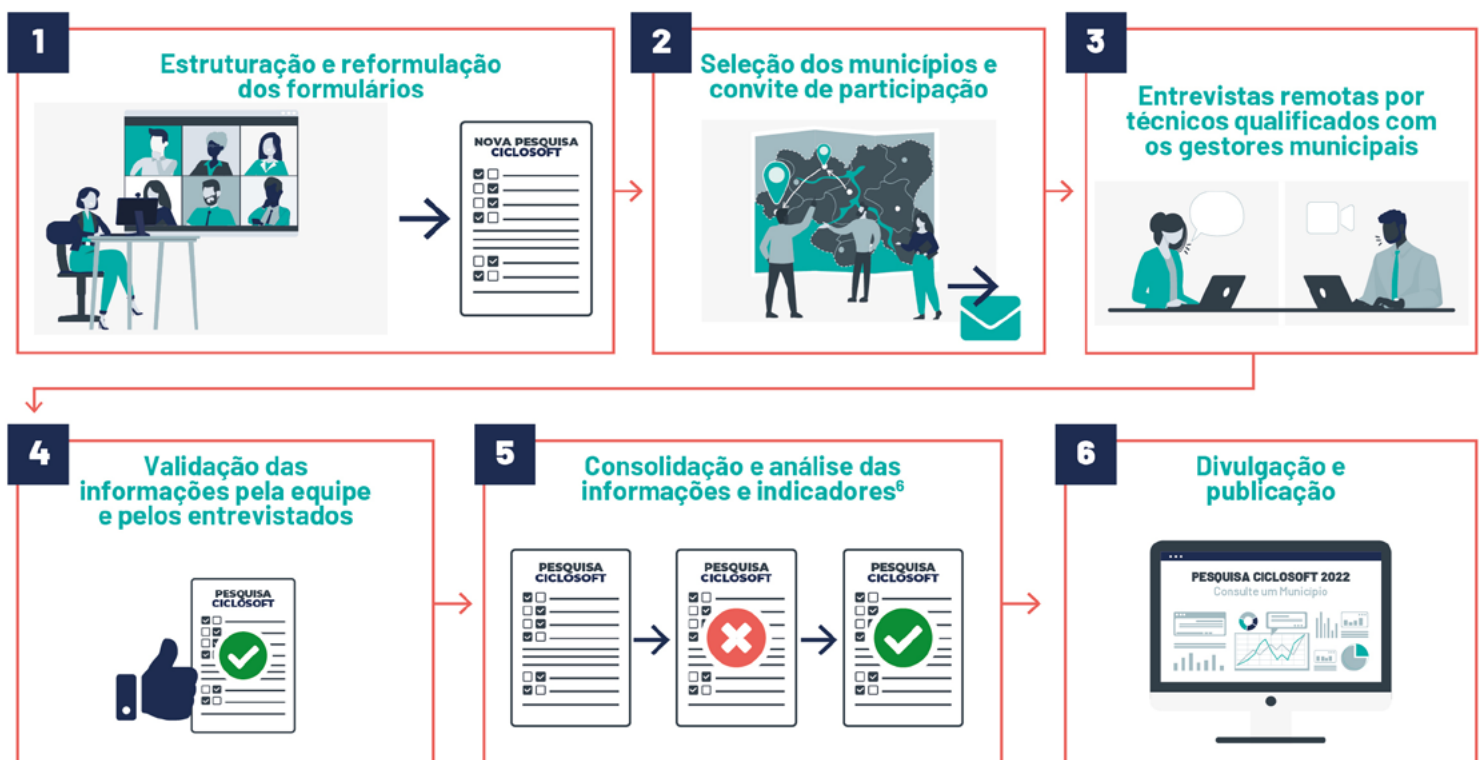 1
Estruturação e reformulação
dos formulários
NOVA PESQUISA
CICLOSOFT
2
Seleção dos municípios e
convite de participação
3
Entrevistas remotas por
técnicos qualificados com
os gestores municipais
4
Validação das
informações pela equipe
e pelos entrevistados
PESQUISA
CICLOSOFT
5
Consolidação e análise das
informações e indicadores⁶
PESQUISA
CICLOSOFT
PESQUISA
CICLOSOFT
PESQUISA
CICLOSOFT
6
Divulgação e
publicação
PESQUISA CICLOSOFT 2022
Consulte um Município